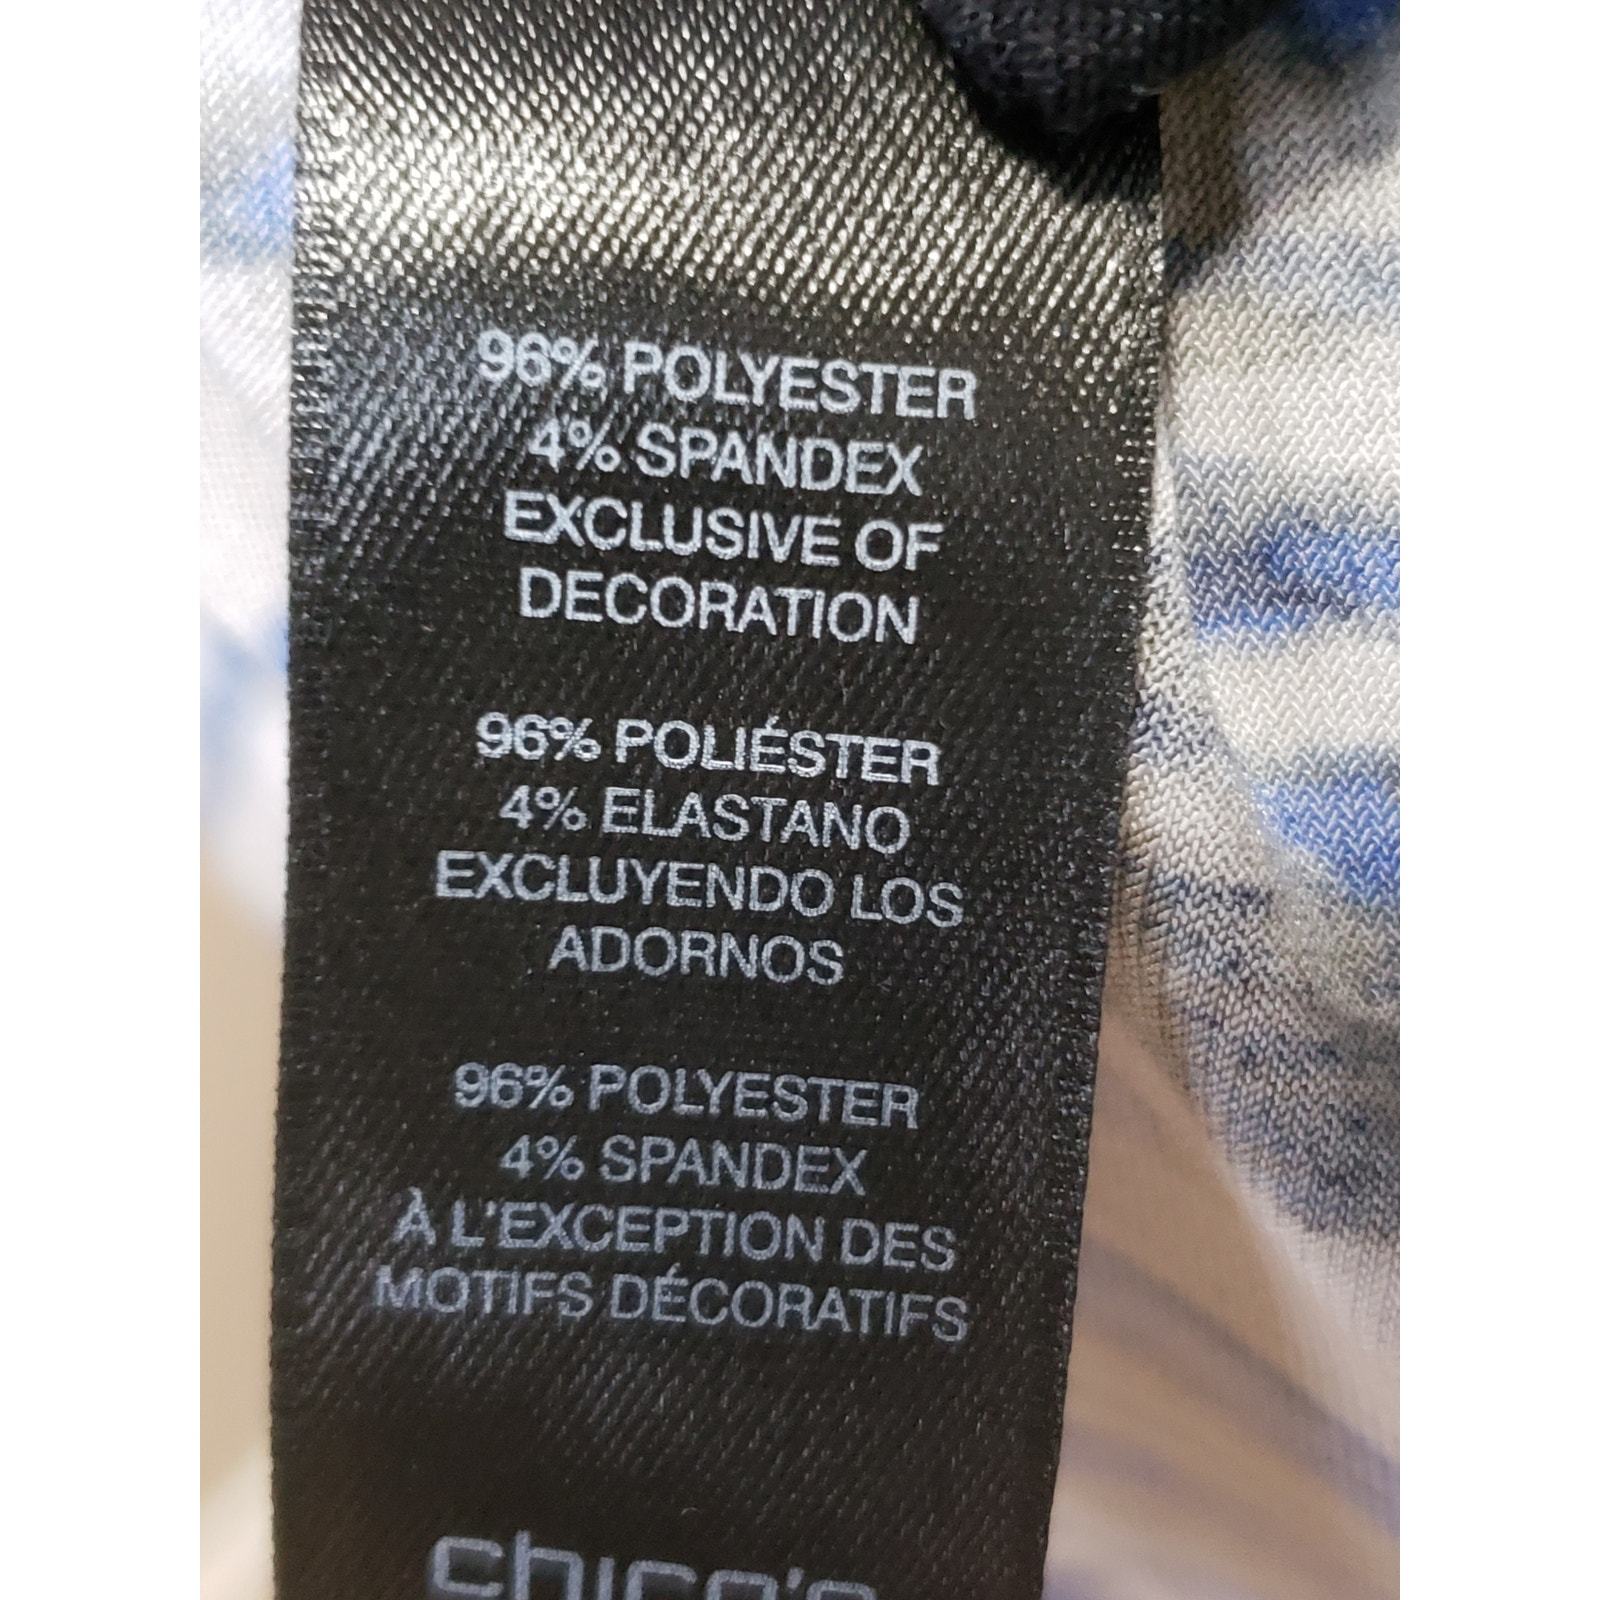 96% POLYESTER
4% SPANDEX
EXCLUSIVE OF
DECORATION
96% POLIÉSTER
4% ELASTANO
EXCLUYENDO LOS
ADORNOS
96% POLYESTER
4% SPANDEX
À L'EXCEPTION DES
MOTIFS DÉCORATIFS
chico's